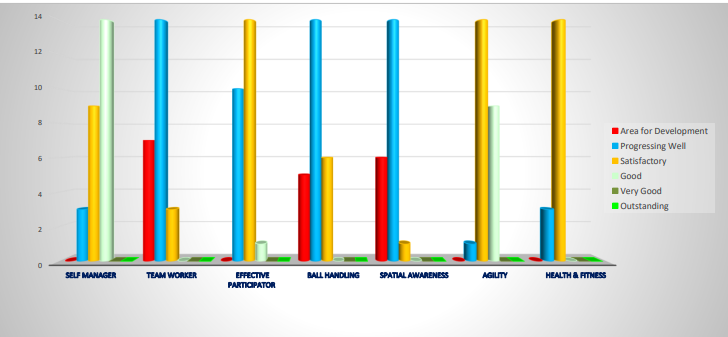 14
12
10
8
6
4
2
0
SELF MANAGER TEAM WORKER EFFECTIVE PARTICIPATOR BALL HANDLING SPATIAL AWARENESS AGILITY HEALTH & FITNESS
Area for Development
Progressing Well
Satisfactory
Good
Very Good
Outstanding